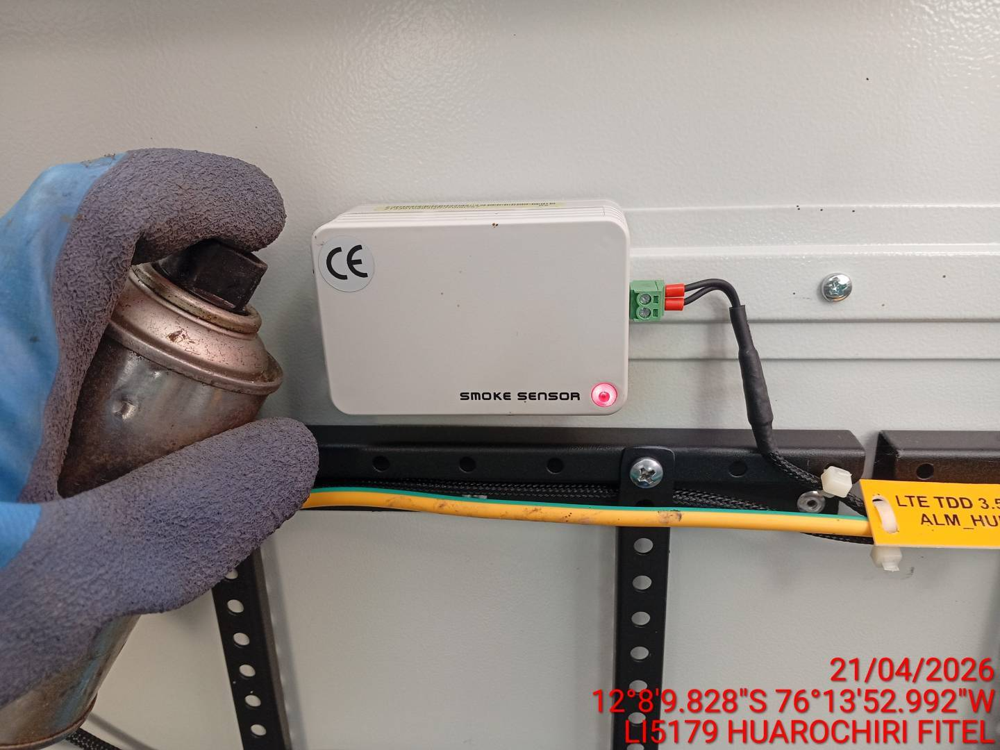 CE
SMOKE SENSOR
LTE TDD 3.5
ALM_HU
21/04/2026
12°8'9.828"S 76°13'52.992"W
LI5179 HUAROCHIRI FITEL